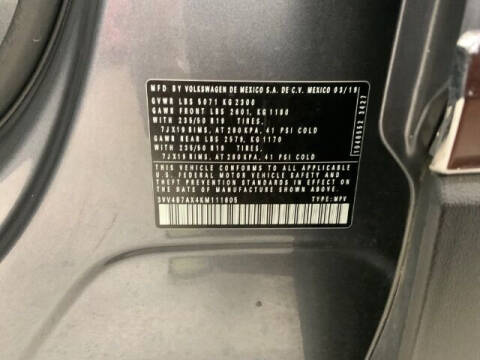 MFD BY VOLKSWAGEN DE MEXICO S.A. DE C.V. MEXICO 03/19
GVWR LBS 5071 KG 2300
GAWR FRONT LBS 2601, KG 1180
WITH 235/50 R19 TIRES,
7JX19 RIMS, AT 280 KPA, 41 PSI COLD
GAWR REAR LBS 2579, KG 1170
WITH 235/50 R19 TIRES,
7JX19 RIMS, AT 280 KPA, 41 PSI COLD
THIS VEHICLE CONFORMS TO ALL APPLICABLE
U.S. FEDERAL MOTOR VEHICLE SAFETY AND
THEFT PREVENTION STANDARDS IN EFFECT ON
THE DATE OF MANUFACTURE SHOWN ABOVE
TYPE: MPV